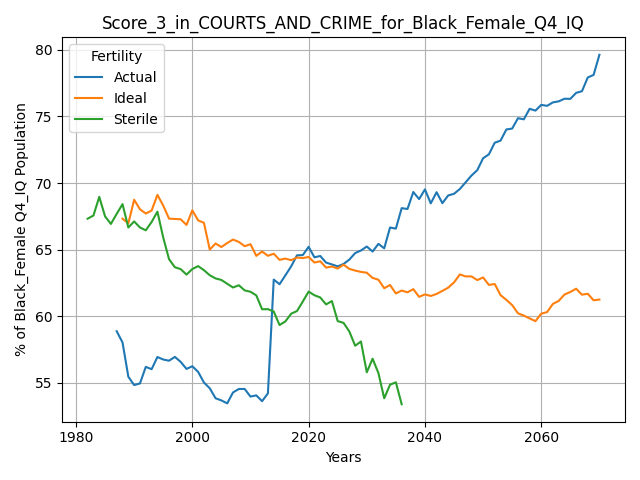 Score_3_in_COURTS_AND_CRIME_for_Black_Female_Q4_IQ
Fertility
Actual
Ideal
Sterile
% of Black_Female Q4_IQ Population
80
75
70
65
60
55
1980
2000
2020
2040
2060
Years